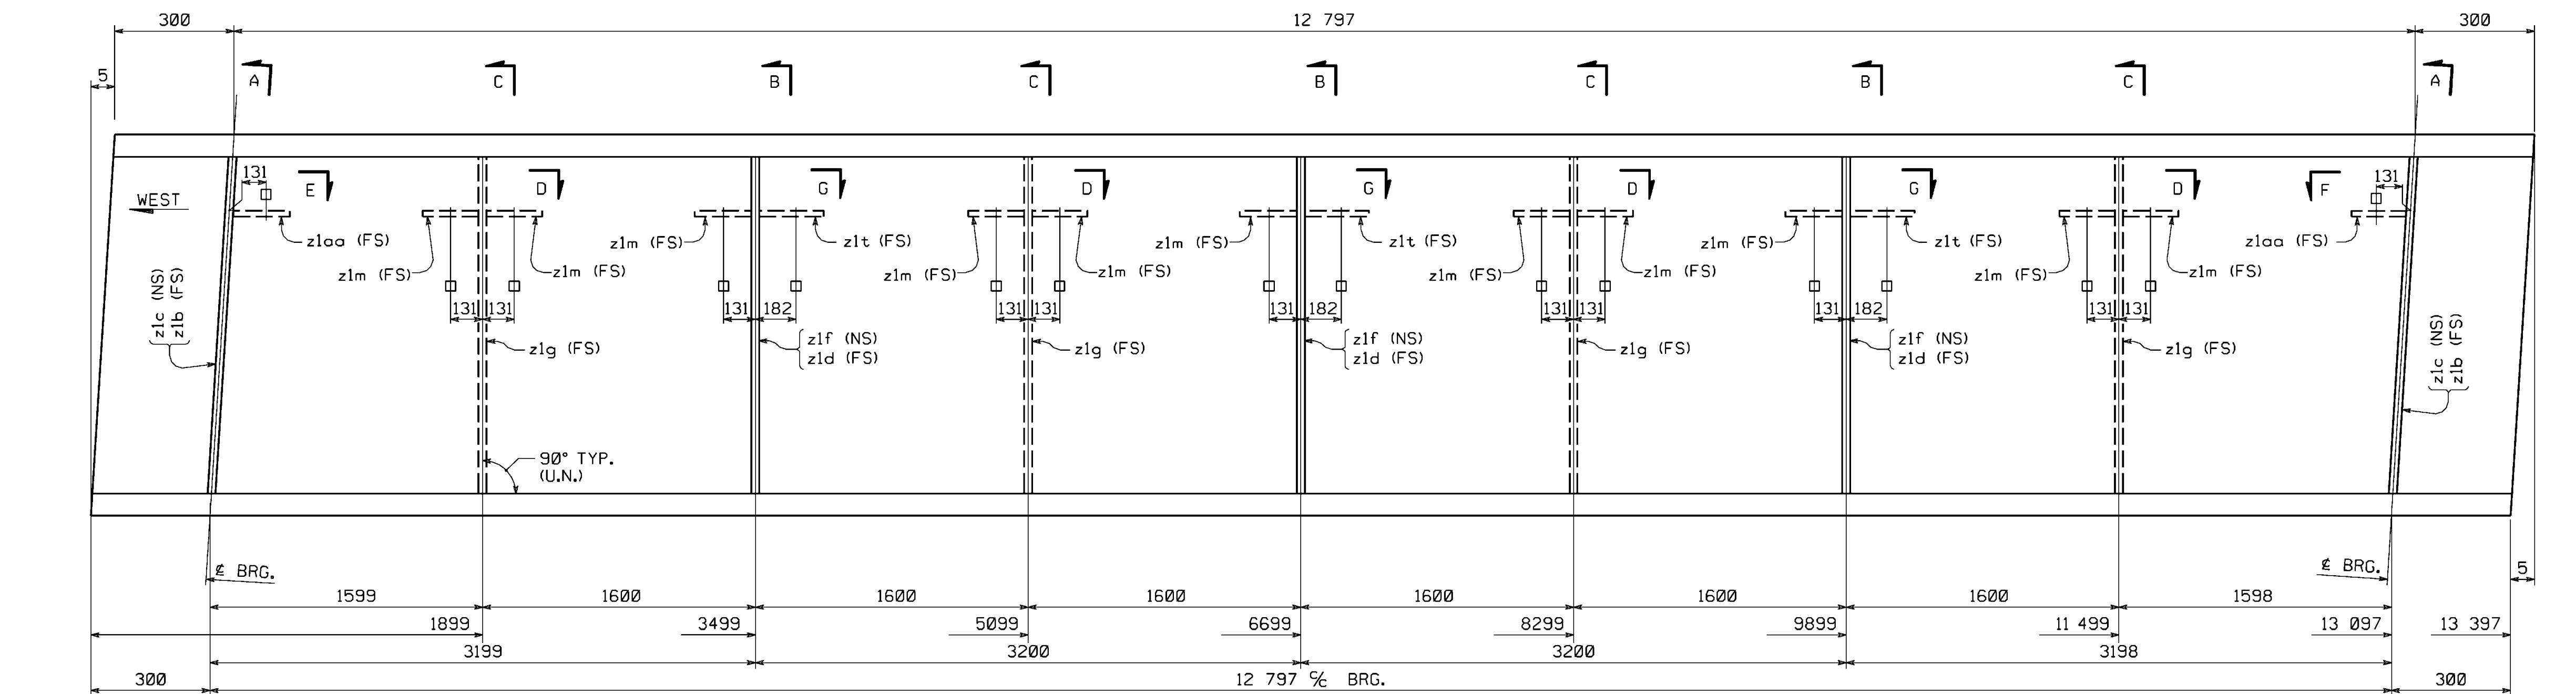 300 12 797 300
5
A C B C B C B C A
131 E D G D G D G D F 131
WEST
z1aa (FS) z1m (FS) z1t (FS) z1m (FS) z1t (FS) z1m (FS) z1t (FS) z1aa (FS)
z1m (FS) z1m (FS) z1m (FS) z1m (FS) z1m (FS) z1m (FS) z1m (FS) z1m (FS)
z1c (NS)
z1b (FS)
131 131 131 182 131 131 131 182 131 131 131 182 131 131
z1f (NS) z1f (NS) z1f (NS)
z1g (FS) z1g (FS) z1g (FS) z1g (FS)
z1d (FS) z1d (FS) z1d (FS)
z1c (NS)
z1b (FS)
90° TYP.
(U.N.)
℄ BRG. ℄ BRG.
5
1599 1600 1600 1600 1600 1600 1600 1598
1899 3499 5099 6699 8299 9899 11 499 13 097 13 397
3199 3200 3200 3198
300 12 797 C/C BRG. 300